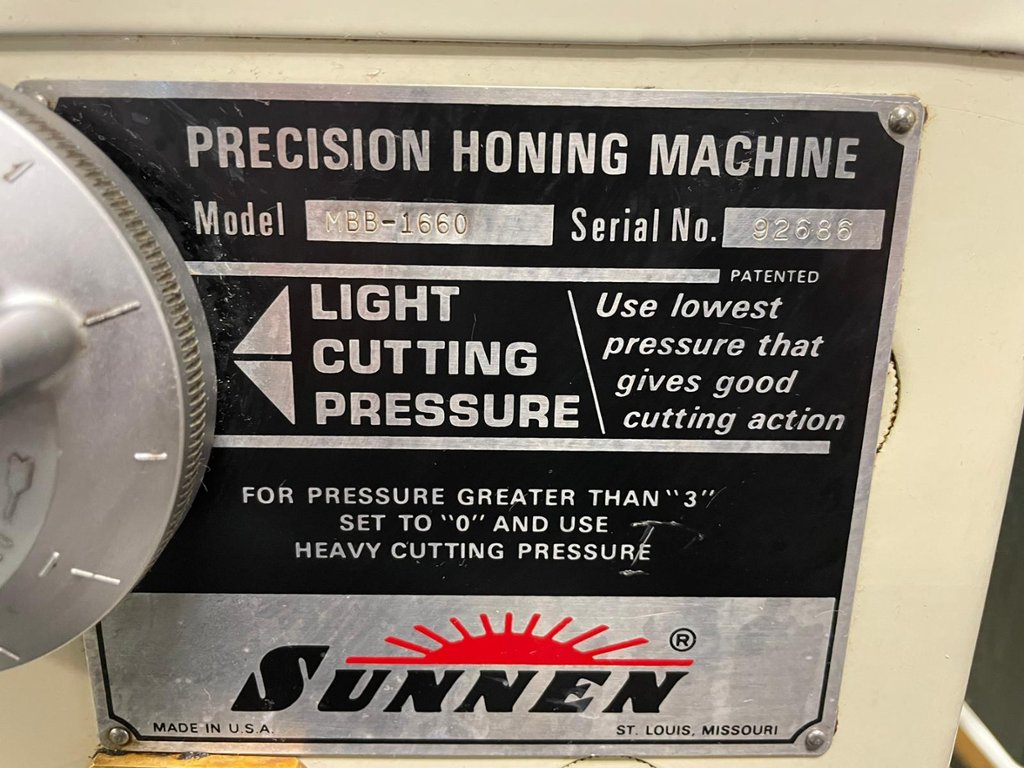 PRECISION HONING MACHINE
Model MBB-1660 Serial No. 92686
PATENTED
LIGHT
CUTTING
PRESSURE
Use lowest
pressure that
gives good
cutting action
FOR PRESSURE GREATER THAN "3"
SET TO "0" AND USE
HEAVY CUTTING PRESSURE
SUNNEN ®
MADE IN U.S.A. ST. LOUIS, MISSOURI